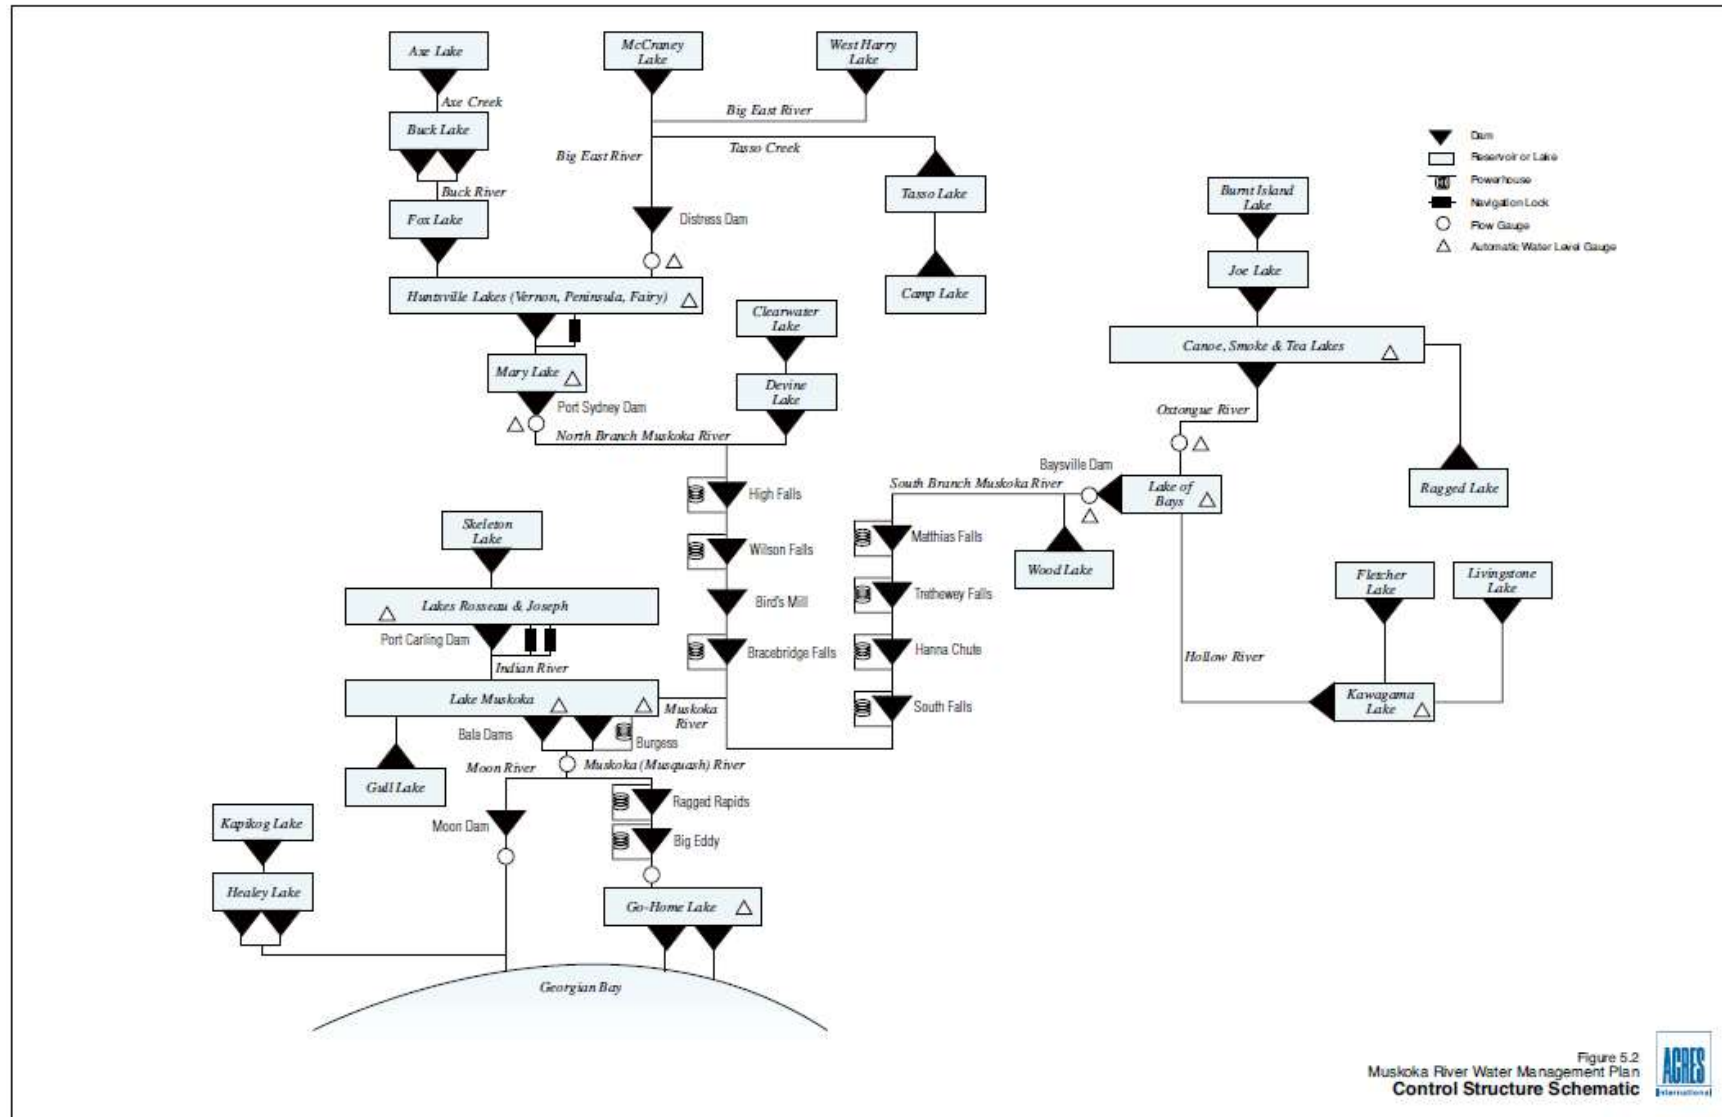 Axe Lake
McCraney
Lake
West Harry
Lake
Axe Creek
Big East River
Buck Lake
Big East River
Tasso Creek
Buck River
Tasso Lake
Fox Lake
Distress Dam
Huntsville Lakes (Vernon, Peninsula, Fairy)
Camp Lake
Clearwater
Lake
Mary Lake
Devine
Lake
Port Sydney Dam
North Branch Muskoka River
Dam
Reservoir or Lake
Powerhouse
Navigation Lock
Flow Gauge
Automatic Water Level Gauge
Burnt Island
Lake
Joe Lake
Canoe, Smoke & Tea Lakes
Oxtongue River
Baysville Dam
South Branch Muskoka River
Lake of
Bays
Ragged Lake
High Falls
Wilson Falls
Bird's Mill
Bracebridge Falls
Matthias Falls
Trethewey Falls
Hanna Chute
South Falls
Wood Lake
Fletcher
Lake
Livingstone
Lake
Hollow River
Kawagama
Lake
Skeleton
Lake
Lakes Rosseau & Joseph
Port Carling Dam
Indian River
Lake Muskoka
Muskoka
River
Bala Dams
Burgess
Moon River
Muskoka (Musquash) River
Gull Lake
Ragged Rapids
Kapikog Lake
Moon Dam
Big Eddy
Healey Lake
Go-Home Lake
Georgian Bay
Figure 5.2
Muskoka River Water Management Plan
Control Structure Schematic
ACRES
International